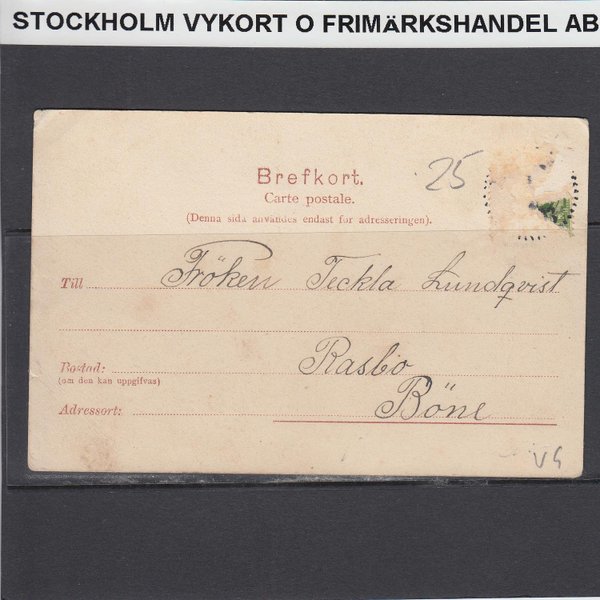 STOCKHOLM VYKORT O FRIMÄRKSHANDEL AB
25
Brefkort.
Carte postale.
(Denna sida användes endast för adresseringen).
Till Fröken Teckla Lundqvist
Bostad: Rasbo
(om den kan uppgifvas)
Adressort: Böne